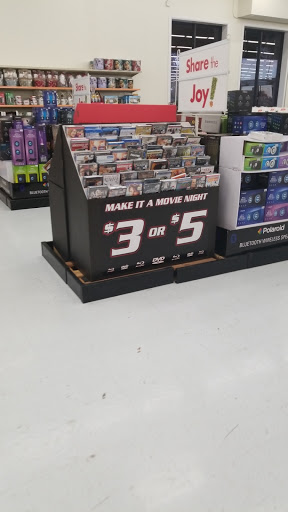 Share the
Joy!
MAKE IT A MOVIE NIGHT
$3 OR $5
DVD
Polaroid
BLUETOOTH WIRELESS SPE